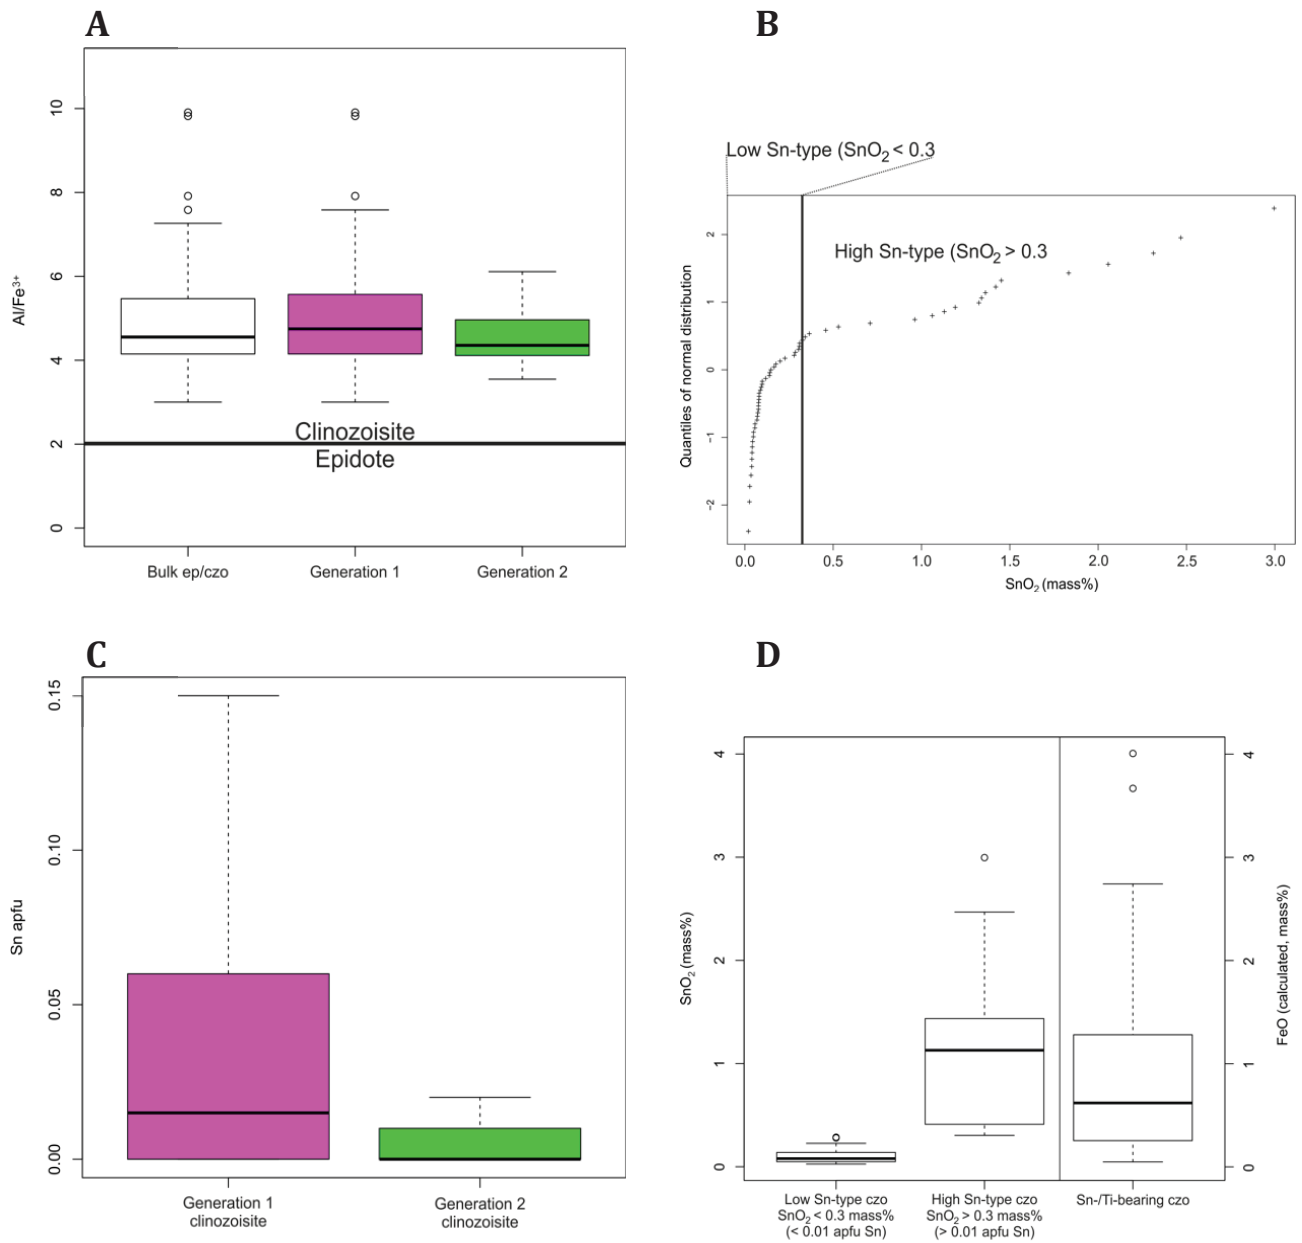 A
Al/Fe3+
10
8
6
4
2
0
Clinozoisite
Epidote
Bulk ep/czo
Generation 1
Generation 2
B
Low Sn-type (SnO2 < 0.3
High Sn-type (SnO2 > 0.3
Quantiles of normal distribution
2
1
0
−1
−2
0.0 0.5 1.0 1.5 2.0 2.5 3.0
SnO2 (mass%)
C
Sn apfu
0.15
0.10
0.05
0.00
Generation 1
clinozoisite
Generation 2
clinozoisite
D
SnO2 (mass%)
4
3
2
1
0
4
3
2
1
0
FeO (calculated, mass%)
Low Sn-type czo
SnO2 < 0.3 mass%
(< 0.01 apfu Sn)
High Sn-type czo
SnO2 > 0.3 mass%
(> 0.01 apfu Sn)
Sn-/Ti-bearing czo